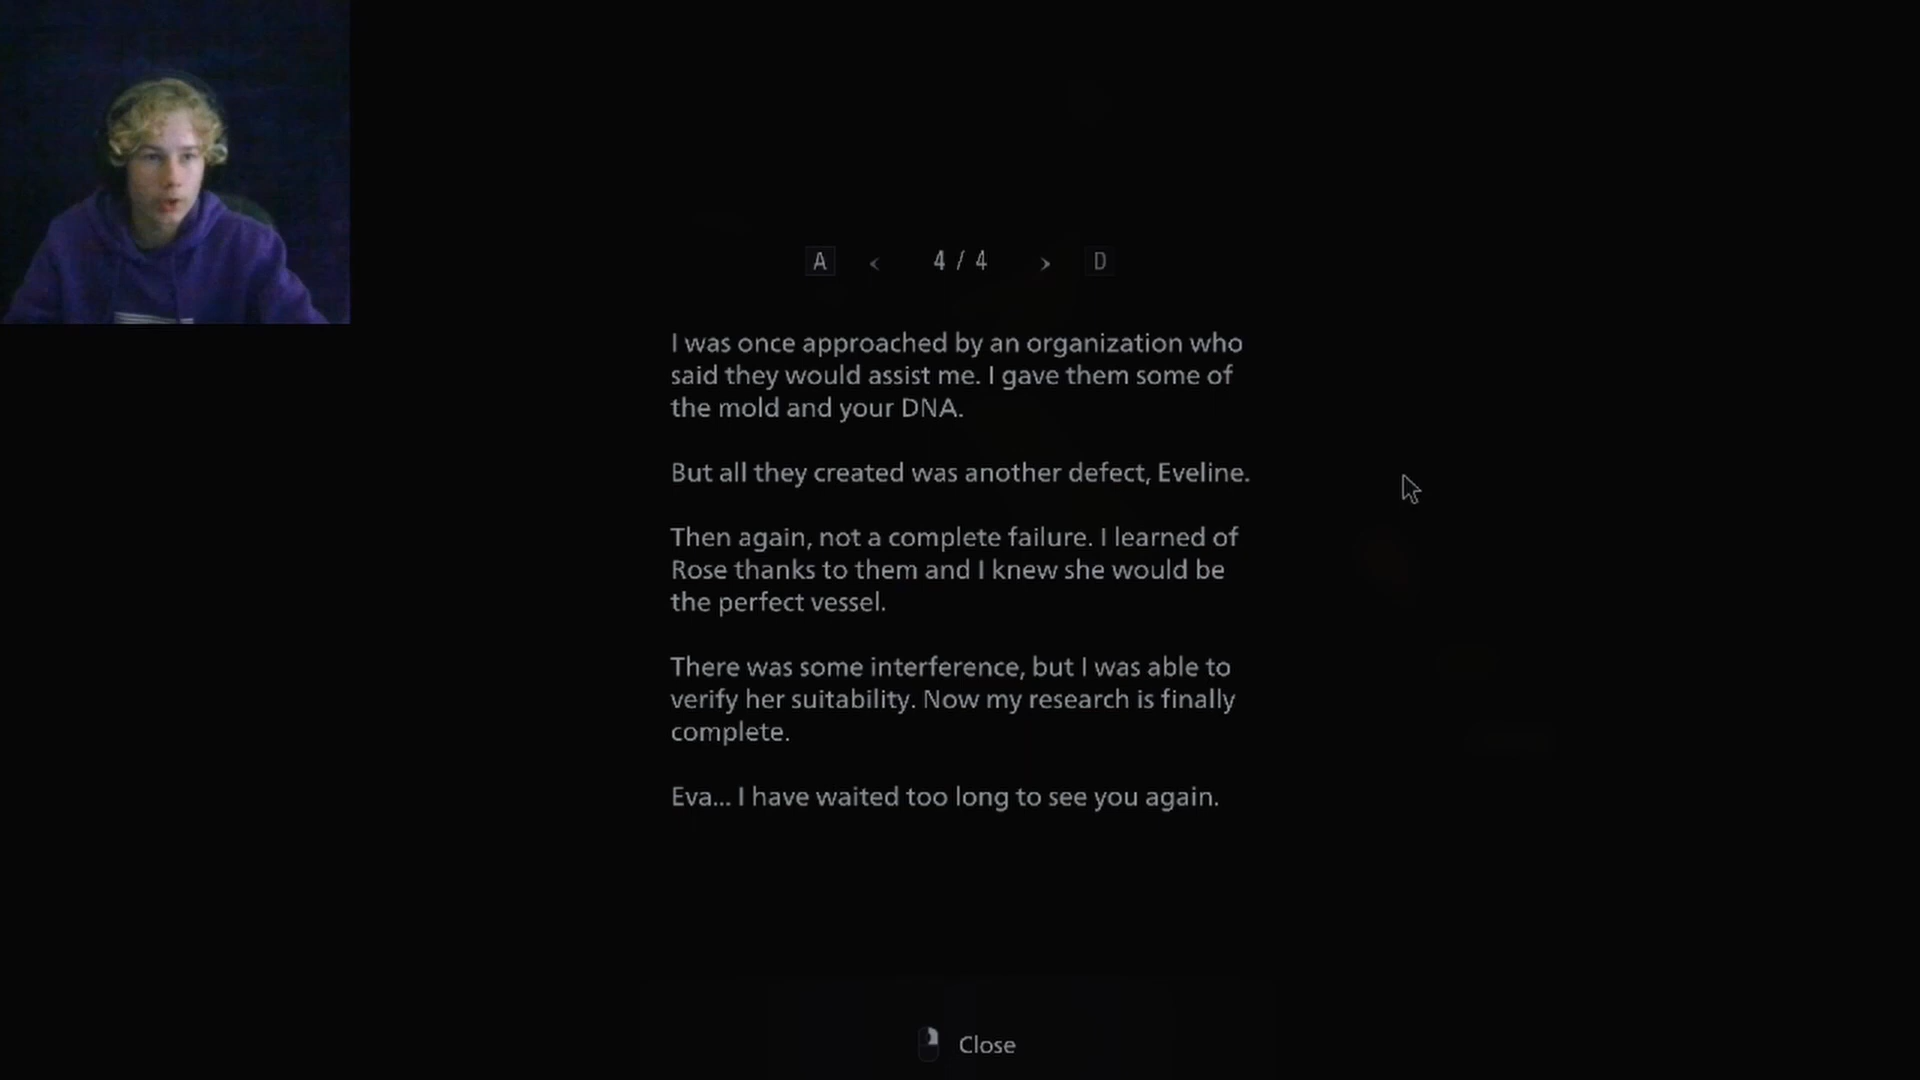 A < 4 / 4 > D
I was once approached by an organization who
said they would assist me. I gave them some of
the mold and your DNA.
But all they created was another defect, Eveline.
Then again, not a complete failure. I learned of
Rose thanks to them and I knew she would be
the perfect vessel.
There was some interference, but I was able to
verify her suitability. Now my research is finally
complete.
Eva... I have waited too long to see you again.
Close